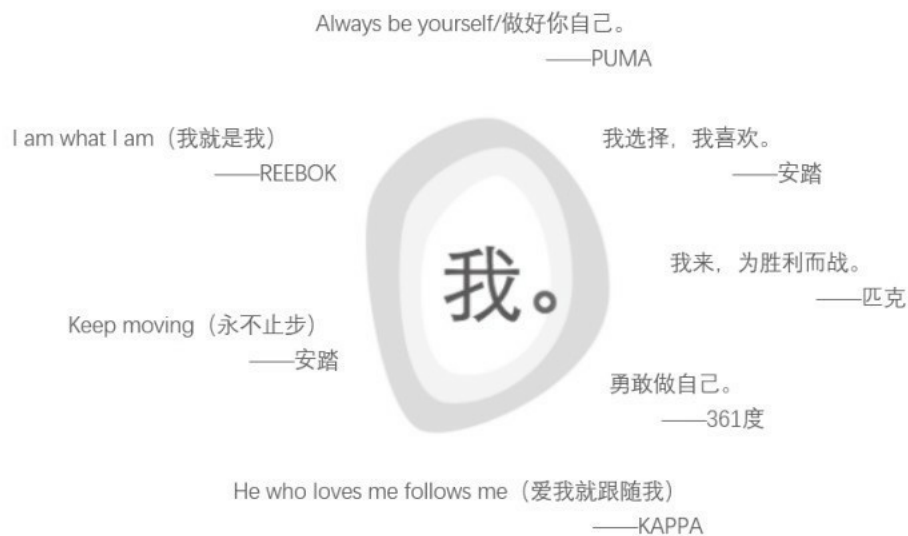 Always be yourself/做好你自己。
——PUMA
I am what I am（我就是我）
——REEBOK
我选择，我喜欢。
——安踏
我。
我来，为胜利而战。
——匹克
Keep moving（永不止步）
——安踏
勇敢做自己。
——361度
He who loves me follows me（爱我就跟随我）
——KAPPA